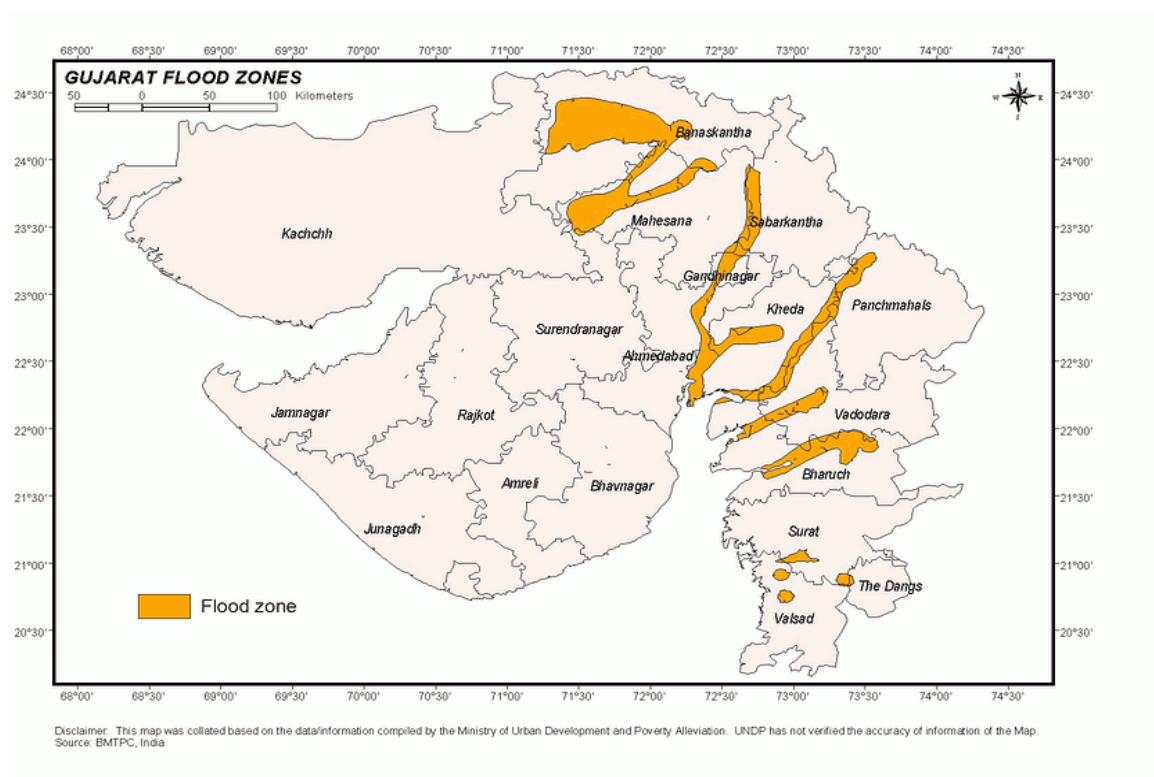 68°00' 68°30' 69°00' 69°30' 70°00' 70°30' 71°00' 71°30' 72°00' 72°30' 73°00' 73°30' 74°00' 74°30'
GUJARAT FLOOD ZONES
50 0 50 100 Kilometers
N
W E
S
24°30' 24°30'
Banaskantha
24°00' 24°00'
Mahesana
Sabarkantha
23°30' 23°30'
Kachchh
Gandhinagar
23°00' 23°00'
Kheda
Panchmahals
Surendranagar
Ahmedabad
22°30' 22°30'
Jamnagar
Rajkot
Vadodara
22°00' 22°00'
Bharuch
Amreli
Bhavnagar
21°30' 21°30'
Junagadh
Surat
21°00' 21°00'
The Dangs
Flood zone
Valsad
20°30' 20°30'
68°00' 68°30' 69°00' 69°30' 70°00' 70°30' 71°00' 71°30' 72°00' 72°30' 73°00' 73°30' 74°00' 74°30'
Disclaimer: This map was collated based on the data/information compiled by the Ministry of Urban Development and Poverty Alleviation. UNDP has not verified the accuracy of information of the Map.
Source: BMTPC, India